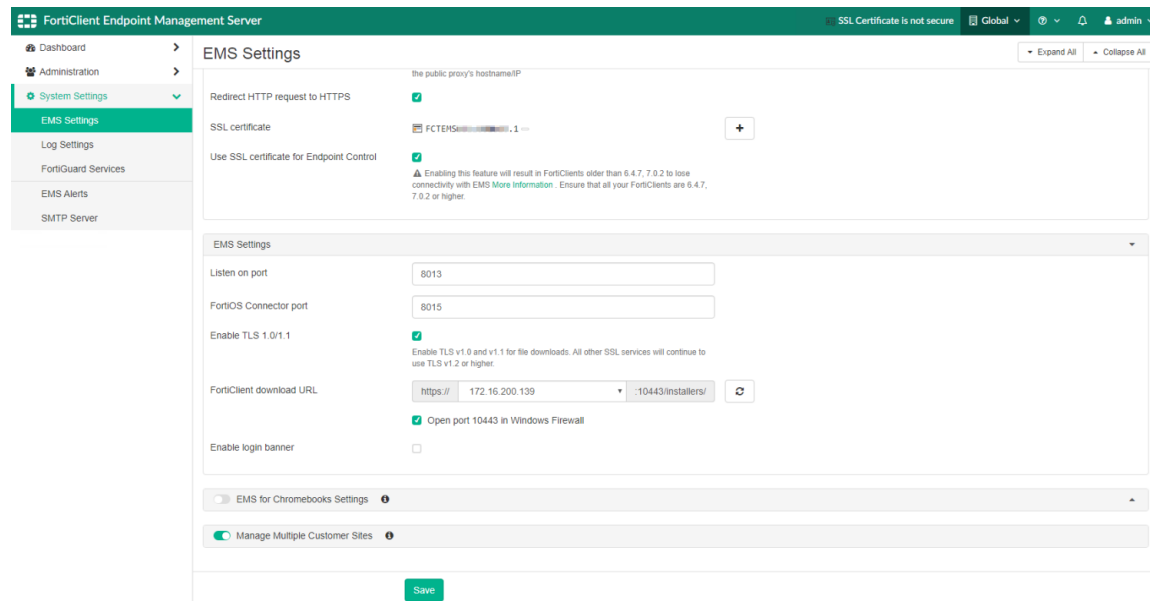 FortiClient Endpoint Management Server
SSL Certificate is not secure
Global
admin
Dashboard
Administration
System Settings
EMS Settings
Log Settings
FortiGuard Services
EMS Alerts
SMTP Server
EMS Settings
Expand All
Collapse All
the public proxy's hostname/IP
Redirect HTTP request to HTTPS
SSL certificate
FCTEMS
.1
Use SSL certificate for Endpoint Control
Enabling this feature will result in FortiClients older than 6.4.7, 7.0.2 to lose
connectivity with EMS More Information . Ensure that all your FortiClients are 6.4.7,
7.0.2 or higher.
EMS Settings
Listen on port
8013
FortiOS Connector port
8015
Enable TLS 1.0/1.1
Enable TLS v1.0 and v1.1 for file downloads. All other SSL services will continue to
use TLS v1.2 or higher.
FortiClient download URL
https:// 172.16.200.139 :10443/installers/
Open port 10443 in Windows Firewall
Enable login banner
EMS for Chromebooks Settings
Manage Multiple Customer Sites
Save